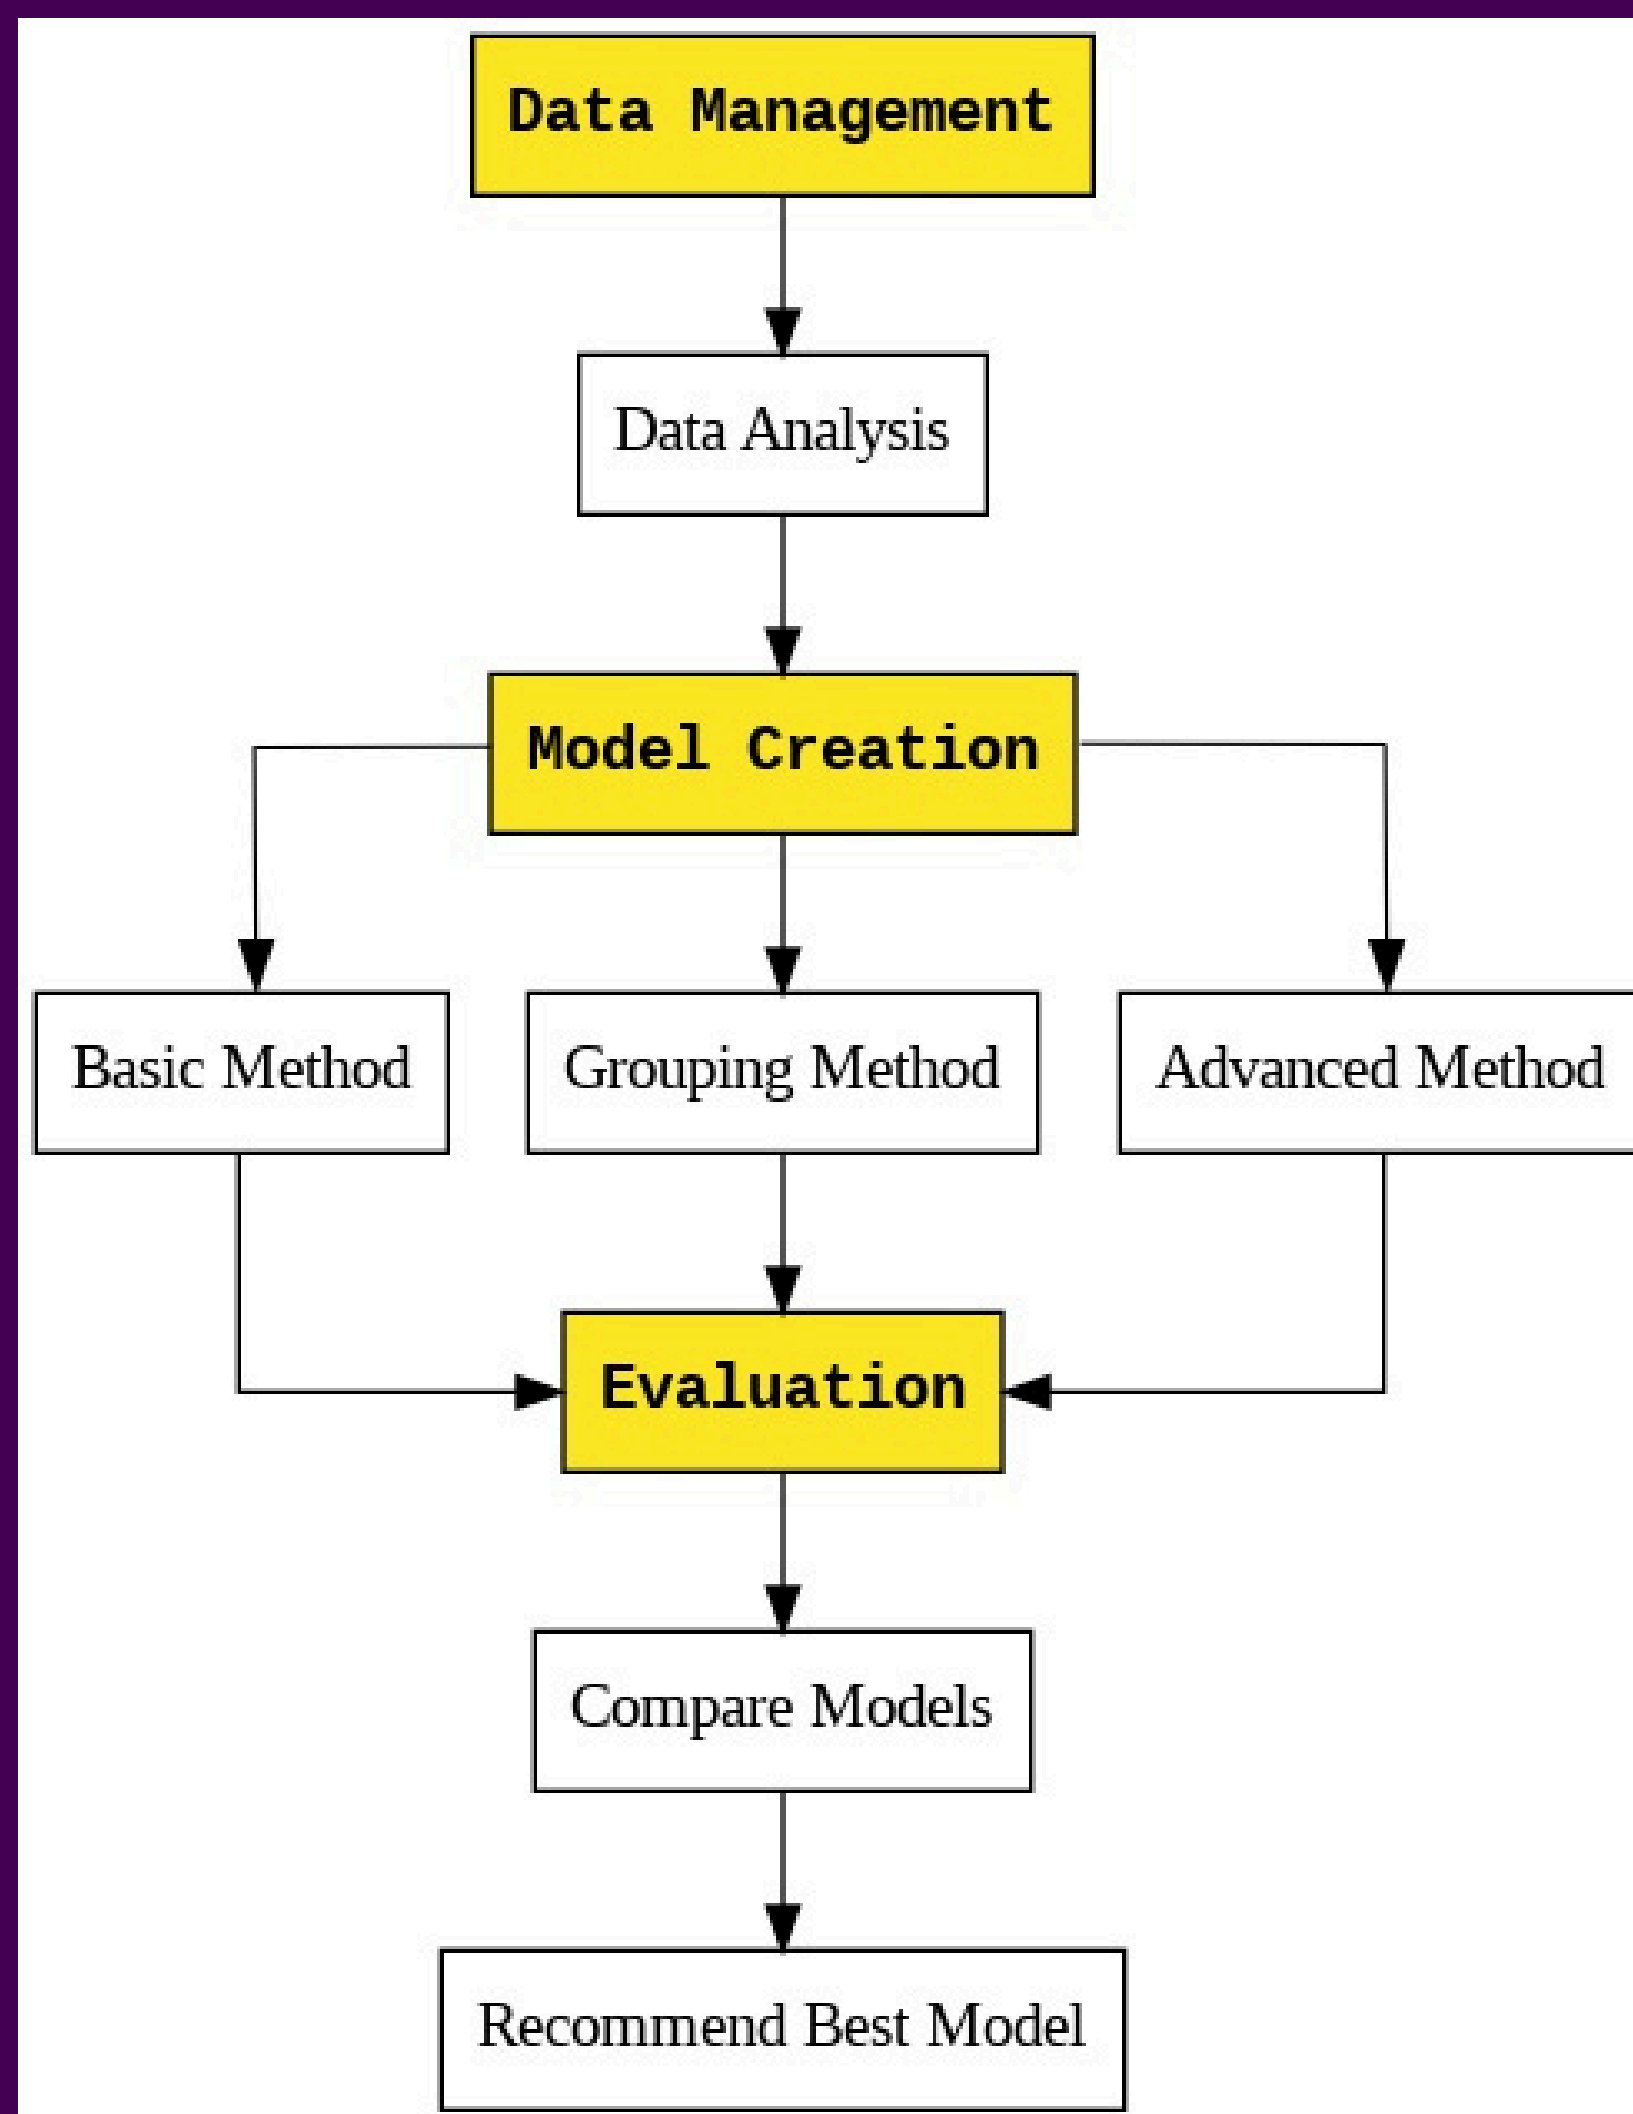 Data Management
Data Analysis
Model Creation
Basic Method
Grouping Method
Advanced Method
Evaluation
Compare Models
Recommend Best Model